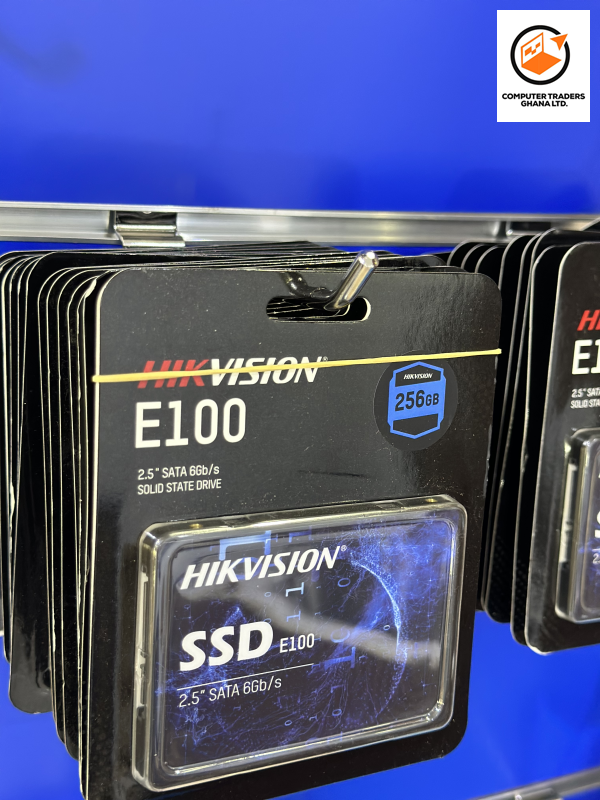 COMPUTER TRADERS
GHANA LTD.
HIKVISION®
HIKVISION
256GB
E100
2.5" SATA 6Gb/s
SOLID STATE DRIVE
HIKVISION®
SSD E100
2.5" SATA 6Gb/s